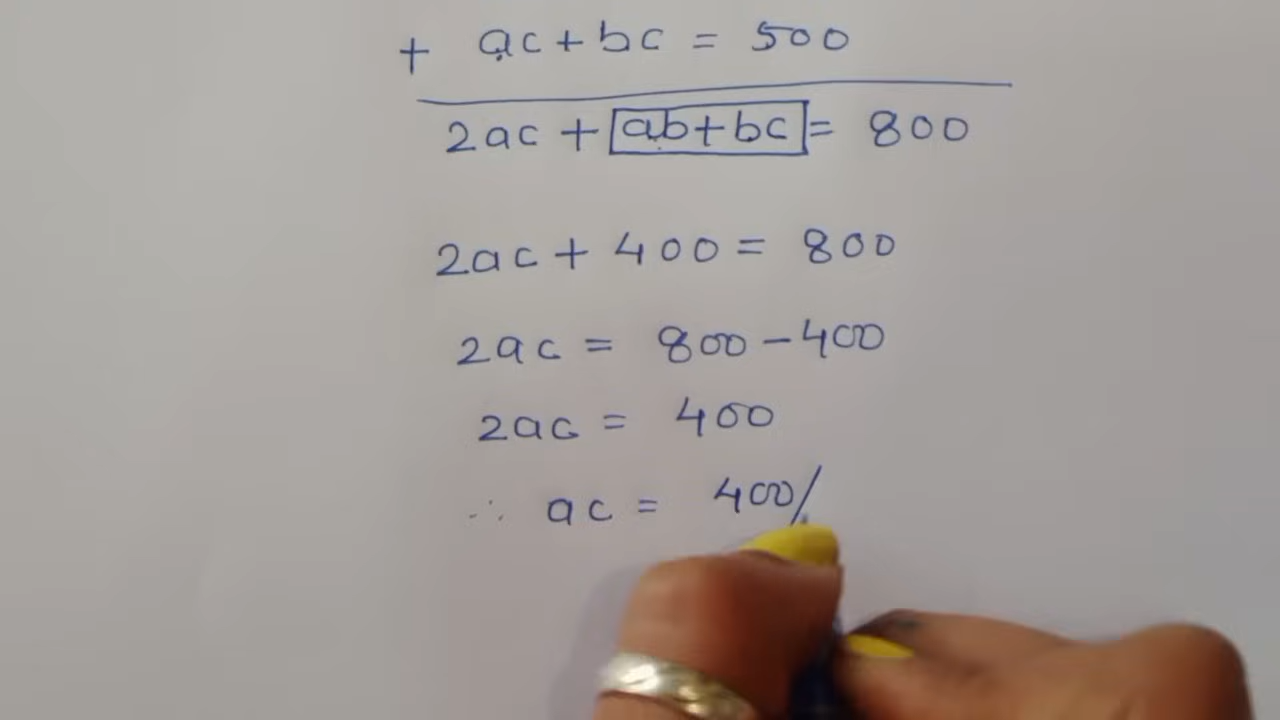 + ac + bc = 500
2ac + ab + bc = 800
2ac + 400 = 800
2ac = 800 - 400
2ac = 400
∴ ac = 400/